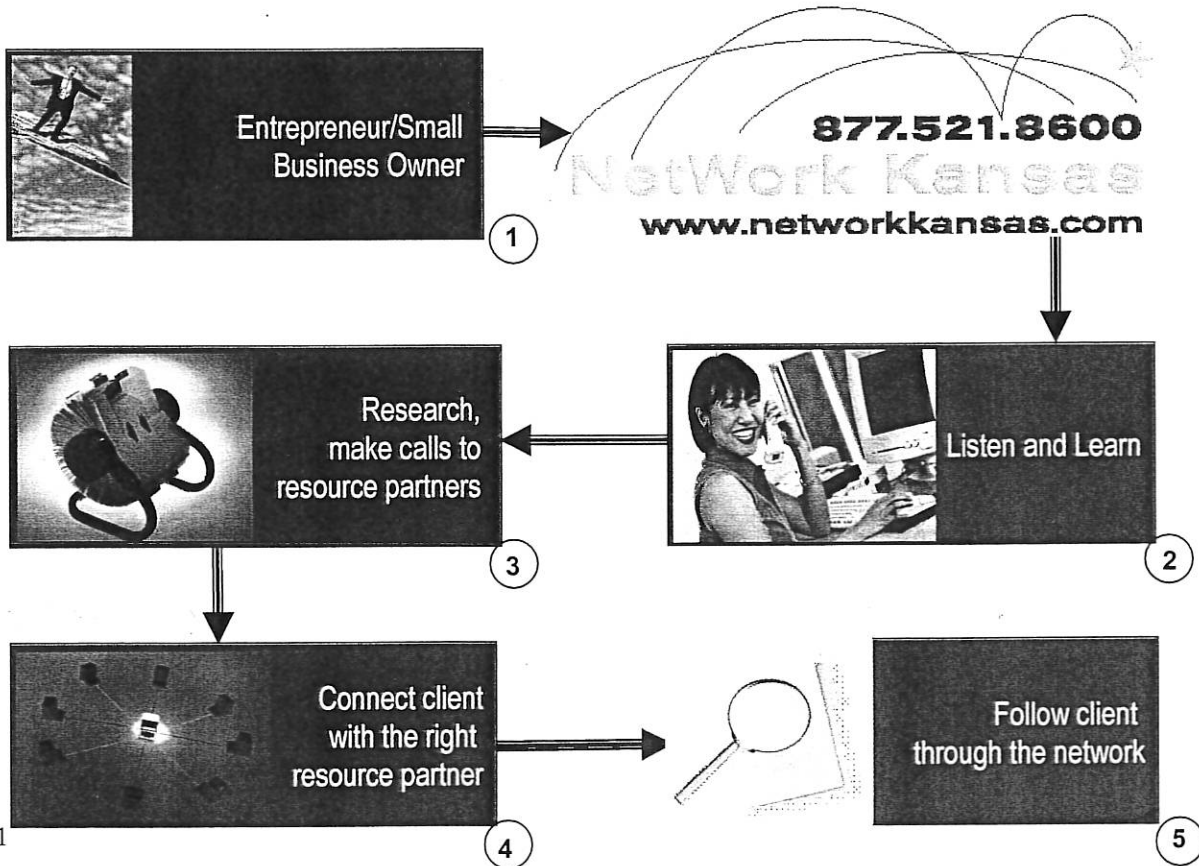 Entrepreneur/Small
Business Owner
1
877.521.8600
NetWork Kansas
www.networkkansas.com
Listen and Learn
2
Research,
make calls to
resource partners
3
Connect client
with the right
resource partner
4
Follow client
through the network
5
1